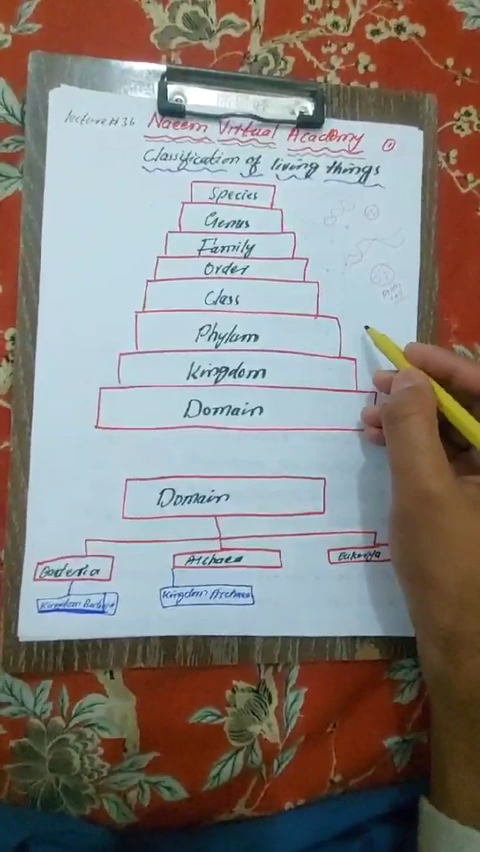 lecture # 36
Naeem Virtual Academy
Classification of living things
Species
Genus
Family
Order
Class
Phylum
Kingdom
Domain
Domain
Bacteria
Archaea
Eukarya
Kingdom Bacteria
Kingdom Archaea